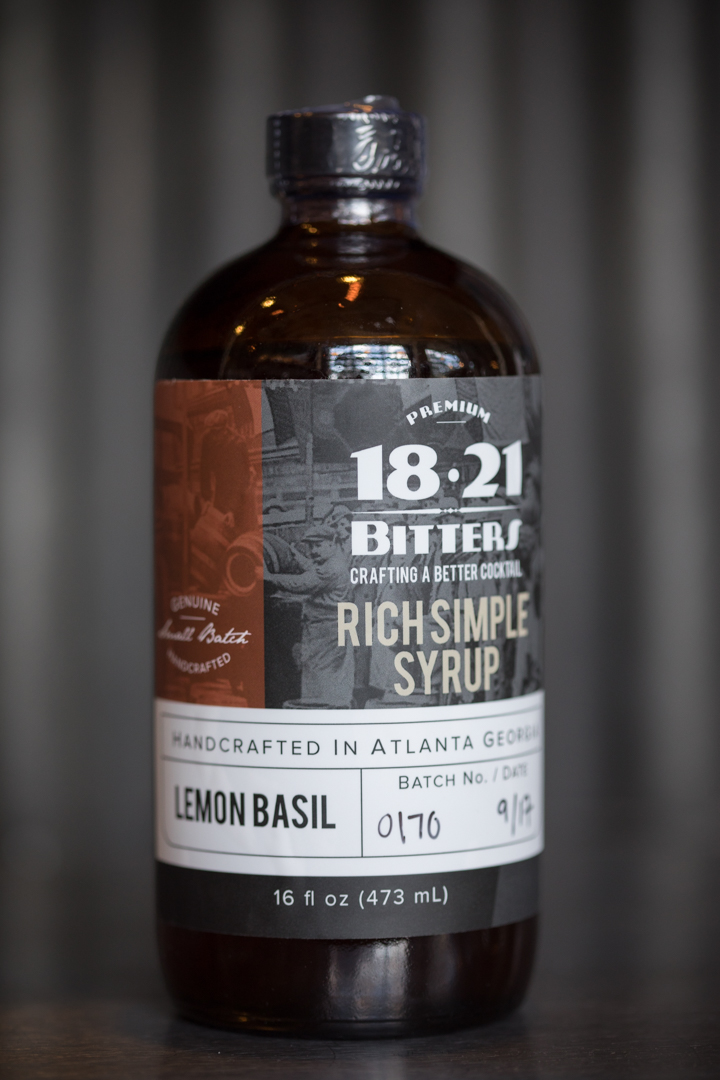 PREMIUM
18·21
BITTERS
CRAFTING A BETTER COCKTAIL
RICH SIMPLE
SYRUP
GENUINE
Small Batch
HANDCRAFTED
HANDCRAFTED IN ATLANTA GEORGIA
LEMON BASIL
BATCH No. / DATE
0170 9/17
16 fl oz (473 mL)